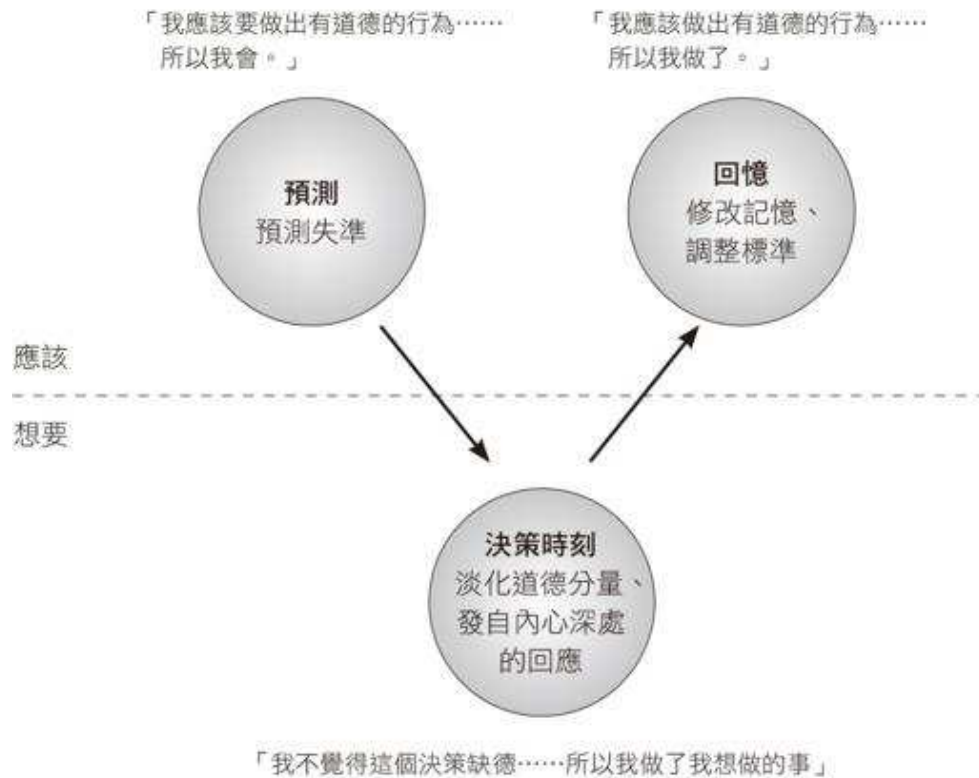 「我應該要做出有道德的行為……
所以我會。」
「我應該做出有道德的行為……
所以我做了。」
預測
預測失準
回憶
修改記憶、
調整標準
應該
想要
決策時刻
淡化道德分量、
發自內心深處
的回應
「我不覺得這個決策缺德……所以我做了我想做的事」